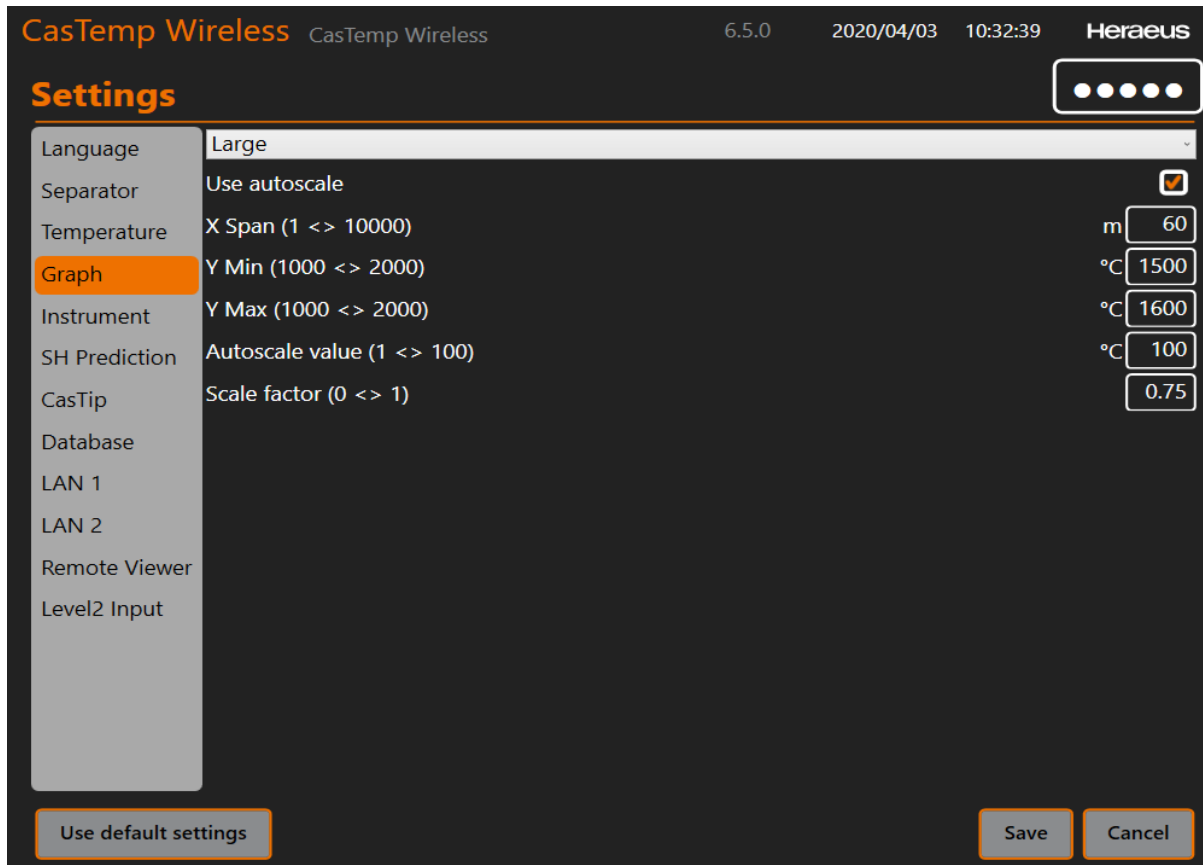 CasTemp Wireless CasTemp Wireless 6.5.0 2020/04/03 10:32:39 Heraeus
Settings
●●●●●
Language
Separator
Temperature
Graph
Instrument
SH Prediction
CasTip
Database
LAN 1
LAN 2
Remote Viewer
Level2 Input
Large
Use autoscale
X Span (1 <> 10000) m 60
Y Min (1000 <> 2000) °C 1500
Y Max (1000 <> 2000) °C 1600
Autoscale value (1 <> 100) °C 100
Scale factor (0 <> 1) 0.75
Use default settings Save Cancel